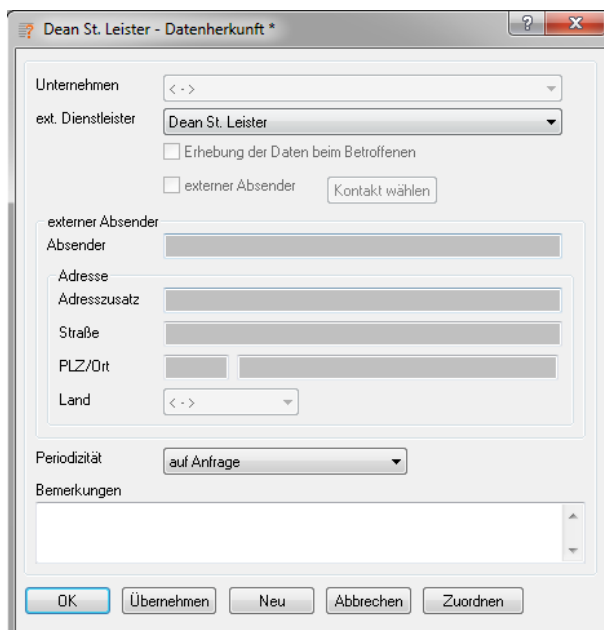 Dean St. Leister - Datenherkunft *
Unternehmen < - >
ext. Dienstleister Dean St. Leister
Erhebung der Daten beim Betroffenen
externer Absender Kontakt wählen
externer Absender
Absender
Adresse
Adresszusatz
Straße
PLZ/Ort
Land < - >
Periodizität auf Anfrage
Bemerkungen
OK Übernehmen Neu Abbrechen Zuordnen